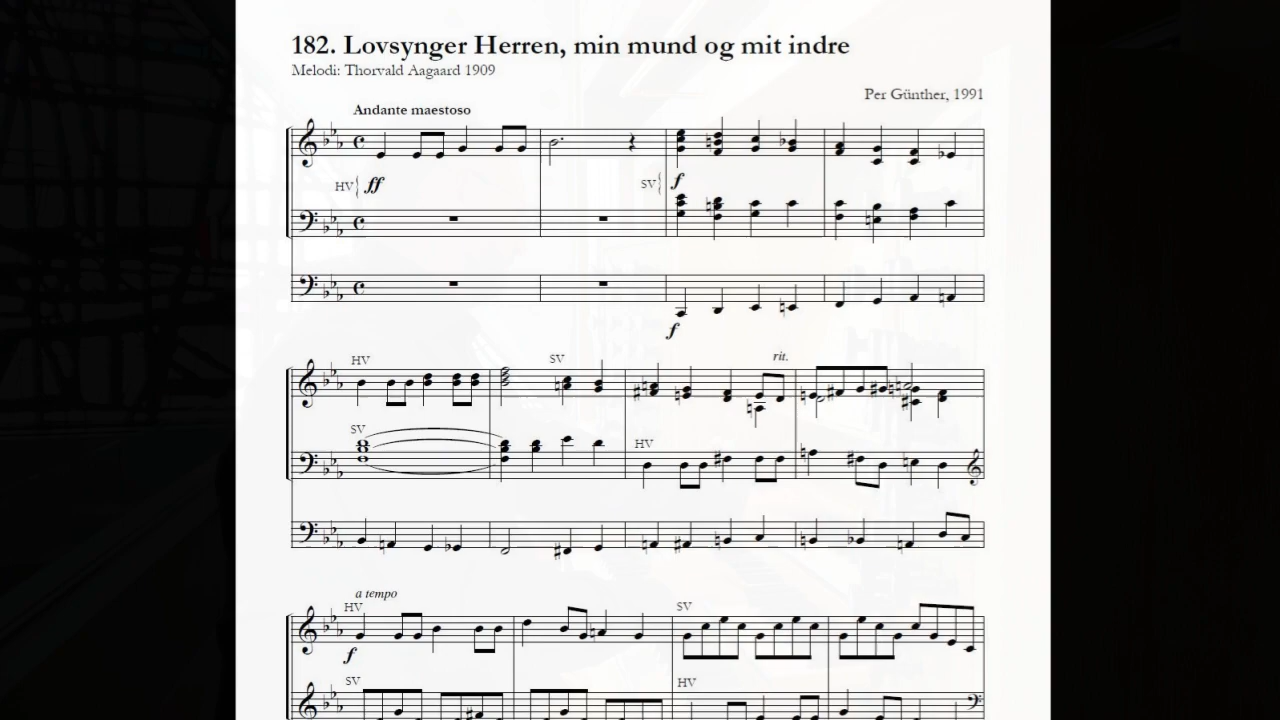 182. Lovsynger Herren, min mund og mit indre
Melodi: Thorvald Aagaard 1909
Per Günther, 1991
Andante maestoso
HV ff SV f
f
HV SV rit.
SV HV
a tempo
HV SV
f
SV HV